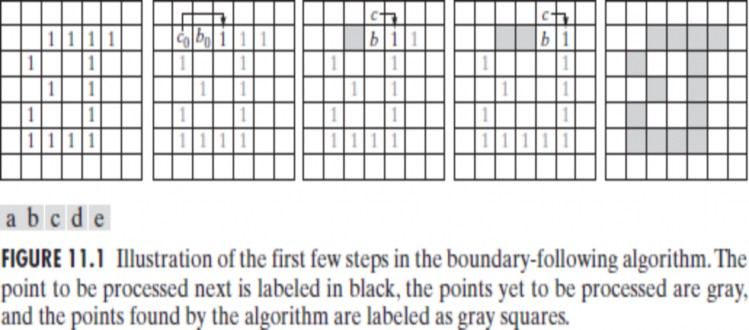 c c
1 1 1 1 c₀ b₀ 1 1 1 b 1 1 b 1
1 1 1 1 1 1 1 1
1 1 1 1 1 1 1 1
1 1 1 1 1 1 1 1
1 1 1 1 1 1 1 1 1 1 1 1 1 1 1 1 1
a b c d e
FIGURE 11.1 Illustration of the first few steps in the boundary-following algorithm. The
point to be processed next is labeled in black, the points yet to be processed are gray,
and the points found by the algorithm are labeled as gray squares.